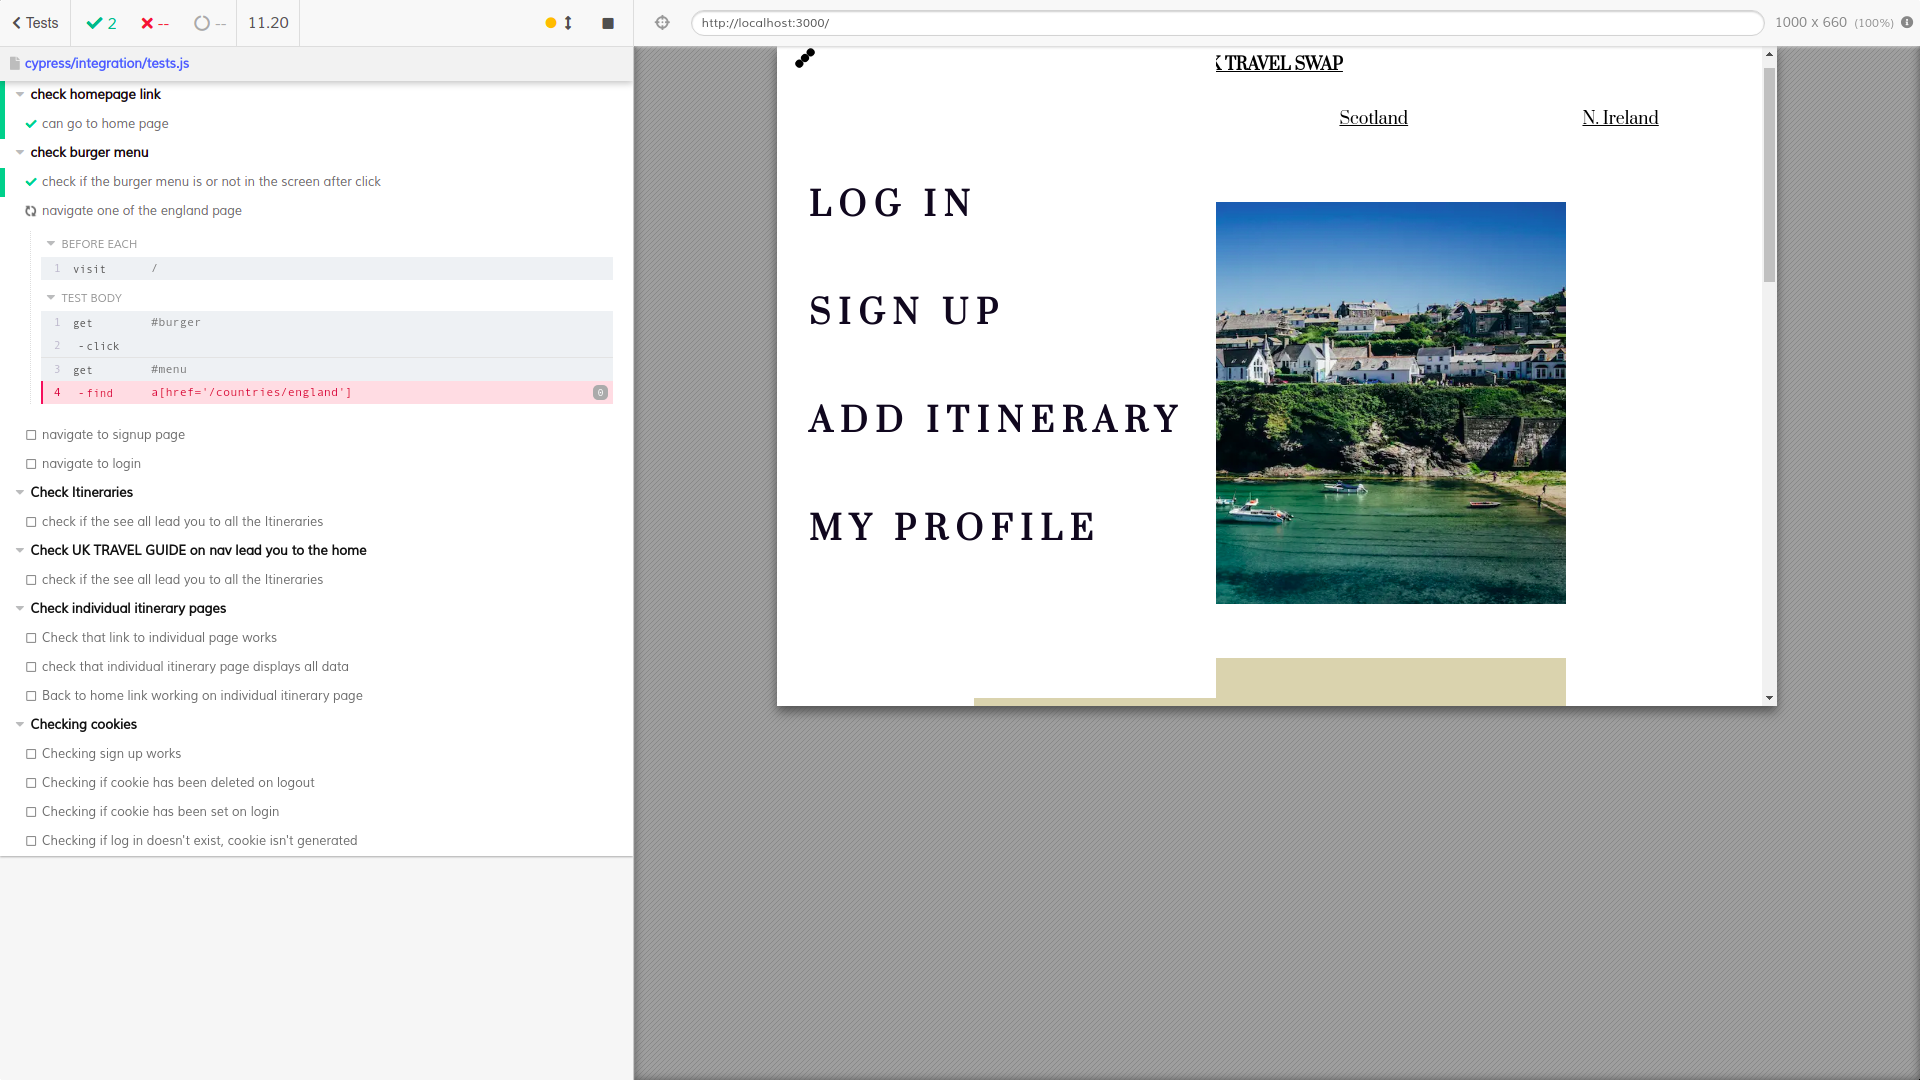 Tests 2 -- -- 11.20
cypress/integration/tests.js
check homepage link
can go to home page
check burger menu
check if the burger menu is or not in the screen after click
navigate one of the england page
BEFORE EACH
1 visit /
TEST BODY
1 get #burger
2 -click
3 get #menu
4 -find a[href='/countries/england'] 0
navigate to signup page
navigate to login
Check Itineraries
check if the see all lead you to all the Itineraries
Check UK TRAVEL GUIDE on nav lead you to the home
check if the see all lead you to all the Itineraries
Check individual itinerary pages
Check that link to individual page works
check that individual itinerary page displays all data
Back to home link working on individual itinerary page
Checking cookies
Checking sign up works
Checking if cookie has been deleted on logout
Checking if cookie has been set on login
Checking if log in doesn't exist, cookie isn't generated
http://localhost:3000/ 1000 x 660 (100%)
K TRAVEL SWAP
Scotland N. Ireland
LOG IN
SIGN UP
ADD ITINERARY
MY PROFILE